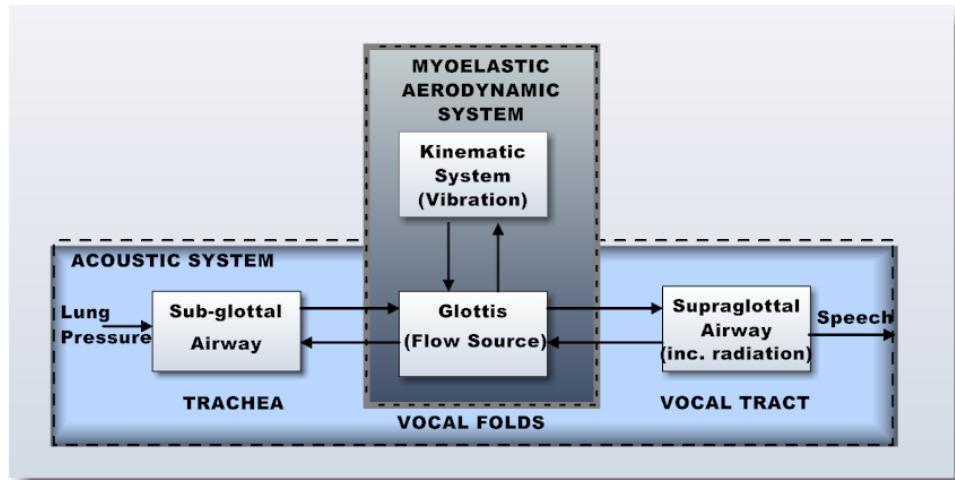 MYOELASTIC
AERODYNAMIC
SYSTEM
Kinematic
System
(Vibration)
ACOUSTIC SYSTEM
Lung
Pressure
Sub-glottal
Airway
Glottis
(Flow Source)
Supraglottal
Airway
(inc. radiation)
Speech
TRACHEA
VOCAL FOLDS
VOCAL TRACT